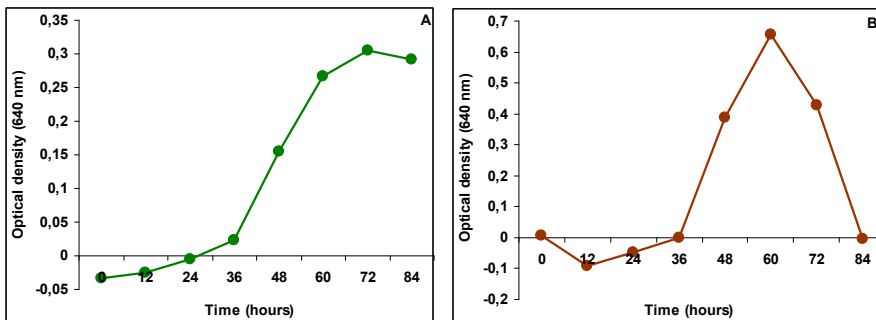 A
Optical density (640 nm)
0,35
0,3
0,25
0,2
0,15
0,1
0,05
0
-0,05
0 12 24 36 48 60 72 84
Time (hours)
B
Optical density (640 nm)
0,7
0,6
0,5
0,4
0,3
0,2
0,1
0
-0,1
-0,2
0 12 24 36 48 60 72 84
Time (hours)